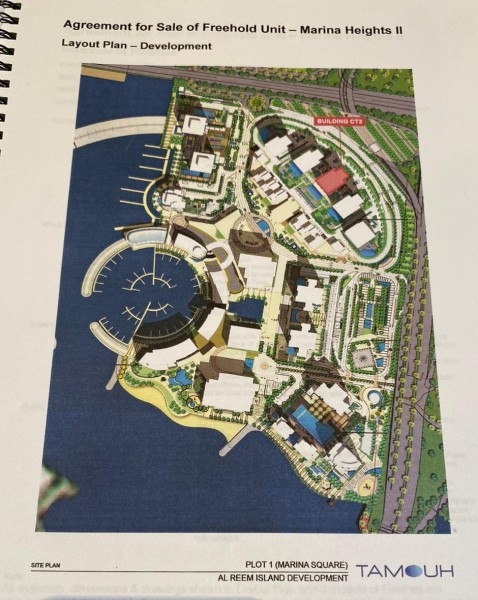 Agreement for Sale of Freehold Unit – Marina Heights II
Layout Plan – Development
BUILDING CT3
SITE PLAN
PLOT 1 (MARINA SQUARE)
AL REEM ISLAND DEVELOPMENT
TAMOUH